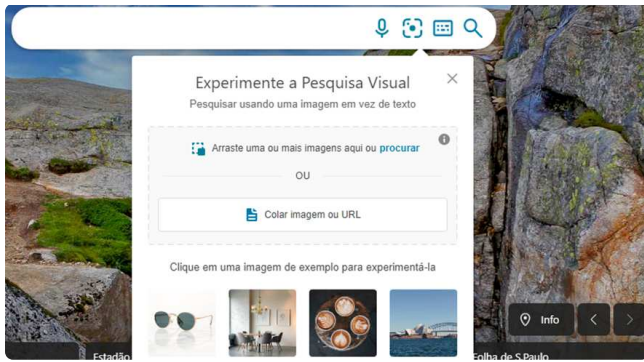 Experimente a Pesquisa Visual
Pesquisar usando uma imagem em vez de texto
Arraste uma ou mais imagens aqui ou procurar
OU
Colar imagem ou URL
Clique em uma imagem de exemplo para experimentá-la
Info
Estadão
Folha de S.Paulo